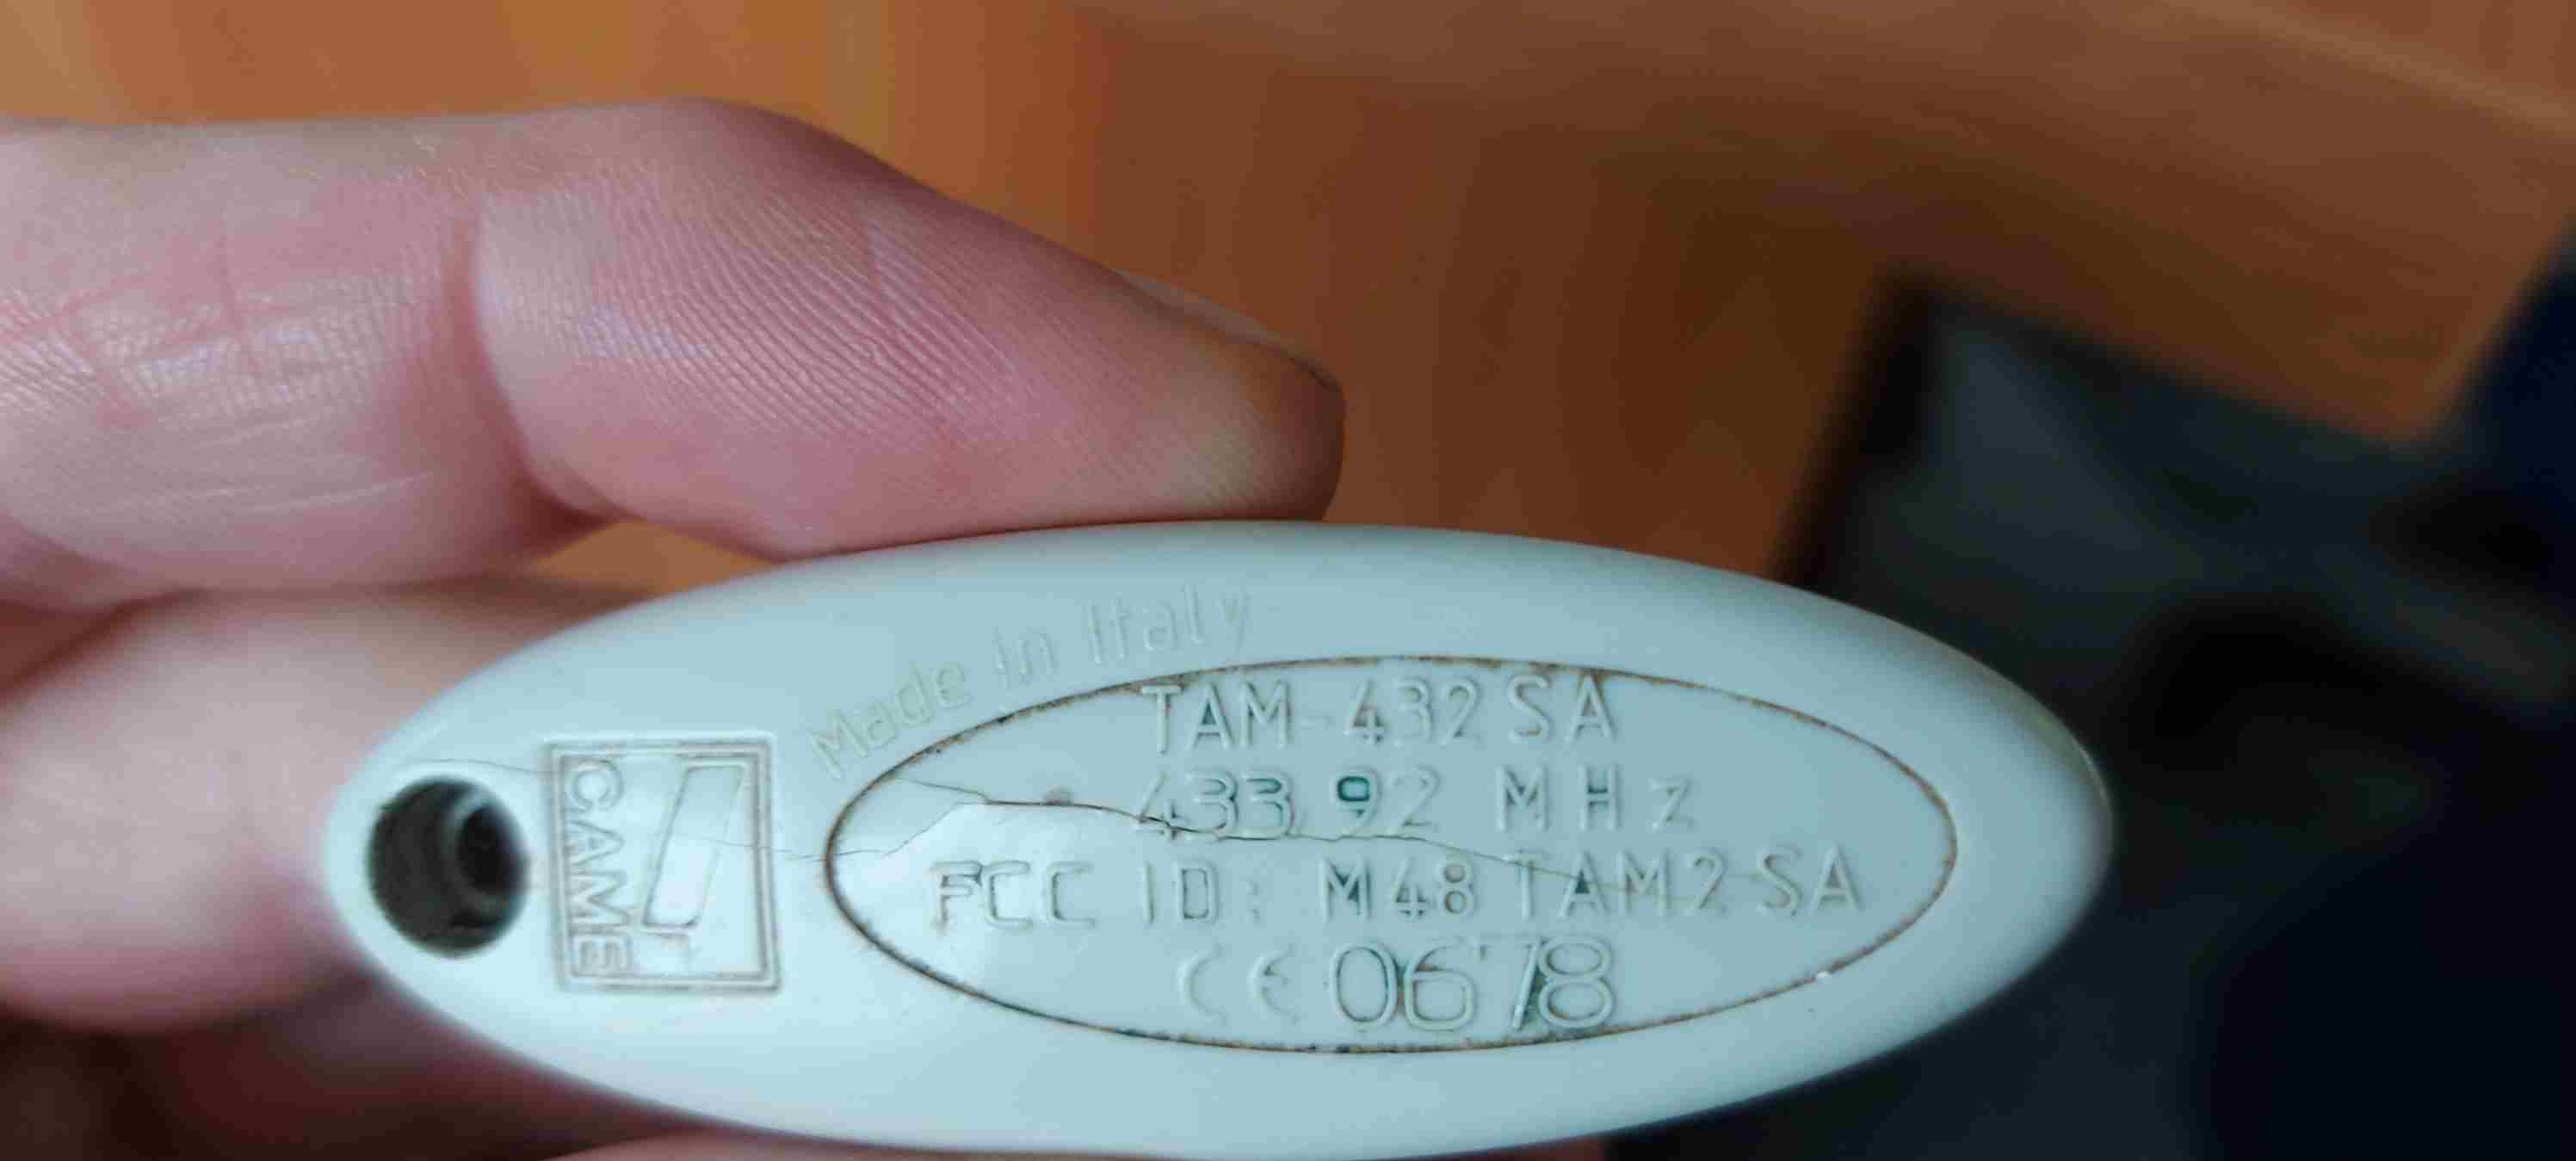 Made in Italy
CAME
TAM-432 SA
433.92 MHz
FCC ID: M48 TAM2 SA
CE 0678